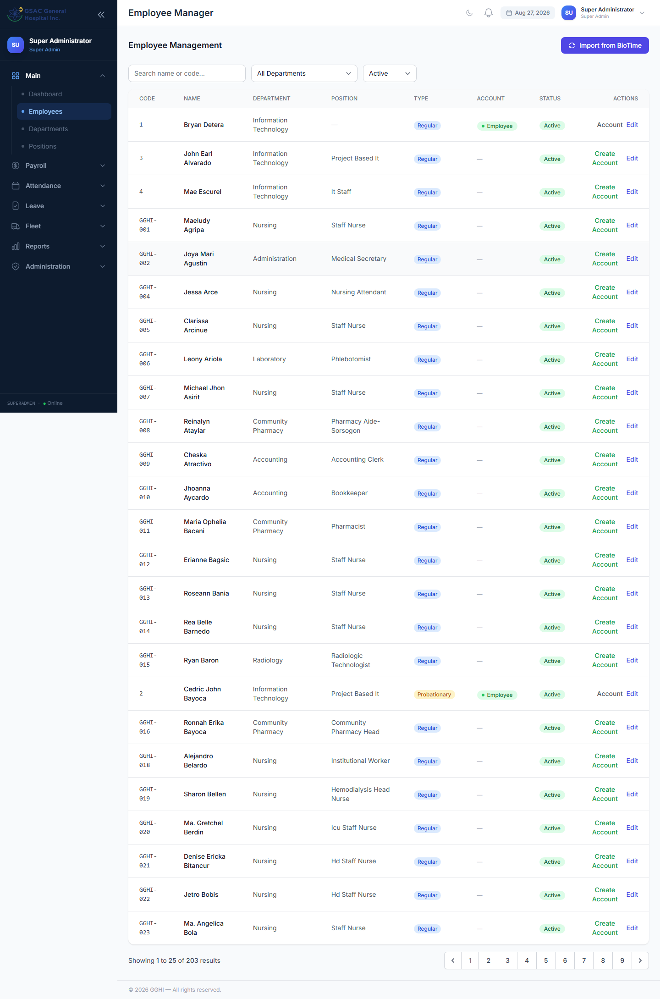 GSAC General
Hospital Inc.
SU
Super Administrator
Super Admin
Main
Dashboard
Employees
Departments
Positions
Payroll
Attendance
Leave
Fleet
Reports
Administration
SUPERADMIN · Online
Employee Manager
Aug 27, 2026
SU
Super Administrator
Super Admin
Employee Management
Import from BioTime
Search name or code...
All Departments
Active
CODE NAME DEPARTMENT POSITION TYPE ACCOUNT STATUS ACTIONS
1 Bryan Detera Information Technology — Regular Employee Active Account Edit
3 John Earl Alvarado Information Technology Project Based It Regular — Active Create Account Edit
4 Mae Escurel Information Technology It Staff Regular — Active Create Account Edit
GGHI-001 Maeludy Agripa Nursing Staff Nurse Regular — Active Create Account Edit
GGHI-002 Joya Mari Agustin Administration Medical Secretary Regular — Active Create Account Edit
GGHI-004 Jessa Arce Nursing Nursing Attendant Regular — Active Create Account Edit
GGHI-005 Clarissa Arcinue Nursing Staff Nurse Regular — Active Create Account Edit
GGHI-006 Leony Ariola Laboratory Phlebotomist Regular — Active Create Account Edit
GGHI-007 Michael Jhon Asirit Nursing Staff Nurse Regular — Active Create Account Edit
GGHI-008 Reinalyn Ataylar Community Pharmacy Pharmacy Aide-Sorsogon Regular — Active Create Account Edit
GGHI-009 Cheska Atractivo Accounting Accounting Clerk Regular — Active Create Account Edit
GGHI-010 Jhoanna Aycardo Accounting Bookkeeper Regular — Active Create Account Edit
GGHI-011 Maria Ophelia Bacani Community Pharmacy Pharmacist Regular — Active Create Account Edit
GGHI-012 Erianne Bagsic Nursing Staff Nurse Regular — Active Create Account Edit
GGHI-013 Roseann Bania Nursing Staff Nurse Regular — Active Create Account Edit
GGHI-014 Rea Belle Barnedo Nursing Staff Nurse Regular — Active Create Account Edit
GGHI-015 Ryan Baron Radiology Radiologic Technologist Regular — Active Create Account Edit
2 Cedric John Bayoca Information Technology Project Based It Probationary Employee Active Account Edit
GGHI-016 Ronnah Erika Bayoca Community Pharmacy Community Pharmacy Head Regular — Active Create Account Edit
GGHI-018 Alejandro Belardo Nursing Institutional Worker Regular — Active Create Account Edit
GGHI-019 Sharon Bellen Nursing Hemodialysis Head Nurse Regular — Active Create Account Edit
GGHI-020 Ma. Gretchel Berdin Nursing Icu Staff Nurse Regular — Active Create Account Edit
GGHI-021 Denise Ericka Bitancur Nursing Hd Staff Nurse Regular — Active Create Account Edit
GGHI-022 Jetro Bobis Nursing Hd Staff Nurse Regular — Active Create Account Edit
GGHI-023 Ma. Angelica Bola Nursing Staff Nurse Regular — Active Create Account Edit
Showing 1 to 25 of 203 results
1 2 3 4 5 6 7 8 9
© 2026 GGHI — All rights reserved.